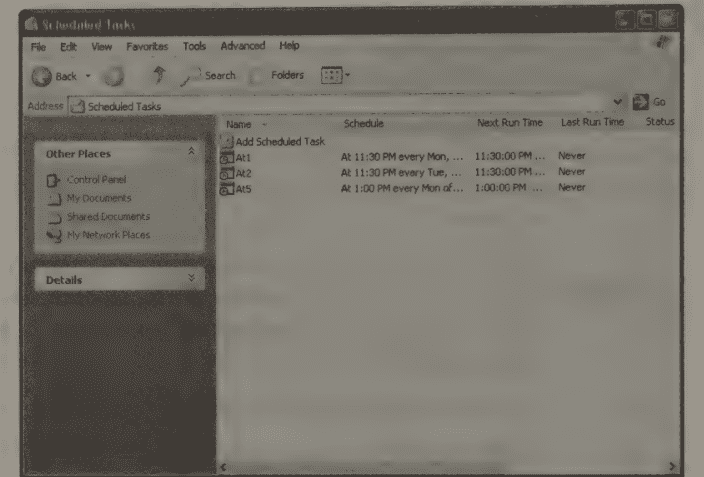 Scheduled Tasks
File Edit View Favorites Tools Advanced Help
Back Search Folders
Address Scheduled Tasks Go
Other Places
Control Panel
My Documents
Shared Documents
My Network Places
Details
Name Schedule Next Run Time Last Run Time Status
Add Scheduled Task
At1 At 11:30 PM every Mon, ... 11:30:00 PM ... Never
At2 At 11:30 PM every Tue, ... 11:30:00 PM ... Never
At5 At 1:00 PM every Mon of... 1:00:00 PM ... Never